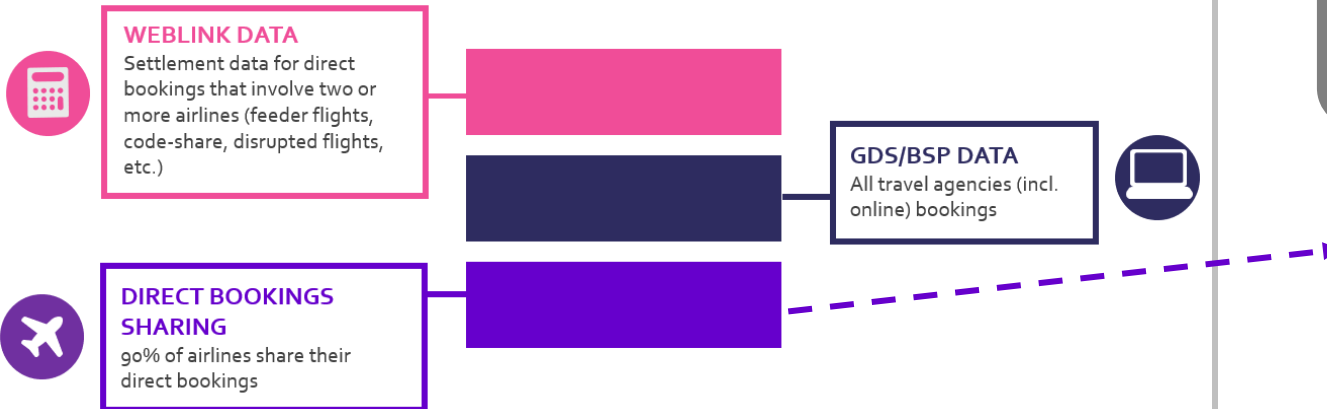 WEBLINK DATA
Settlement data for direct
bookings that involve two or
more airlines (feeder flights,
code-share, disrupted flights,
etc.)
GDS/BSP DATA
All travel agencies (incl.
online) bookings
DIRECT BOOKINGS
SHARING
90% of airlines share their
direct bookings